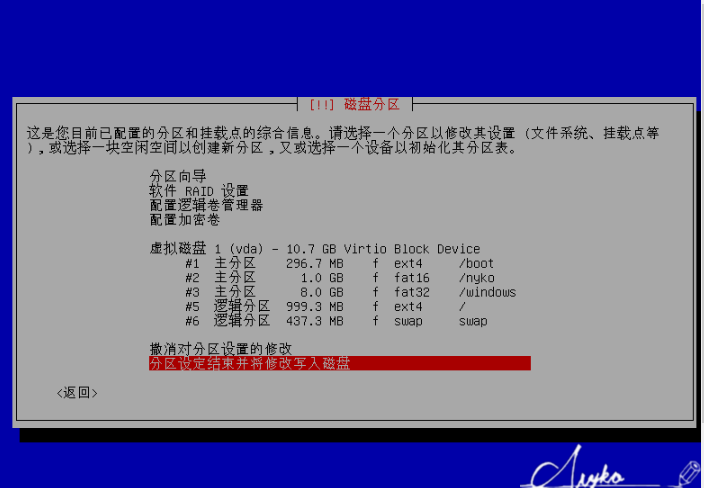 [!!] 磁盘分区
这是您目前已配置的分区和挂载点的综合信息。请选择一个分区以修改其设置 (文件系统、挂载点等
)，或选择一块空闲空间以创建新分区，又或选择一个设备以初始化其分区表。
分区向导
软件 RAID 设置
配置逻辑卷管理器
配置加密卷
虚拟磁盘 1 (vda) - 10.7 GB Virtio Block Device
#1 主分区 296.7 MB f ext4 /boot
#2 主分区 1.0 GB f fat16 /nyko
#3 主分区 8.0 GB f fat32 /windows
#5 逻辑分区 999.3 MB f ext4 /
#6 逻辑分区 437.3 MB f swap swap
撤消对分区设置的修改
分区设定结束并将修改写入磁盘
<返回>
Nyko